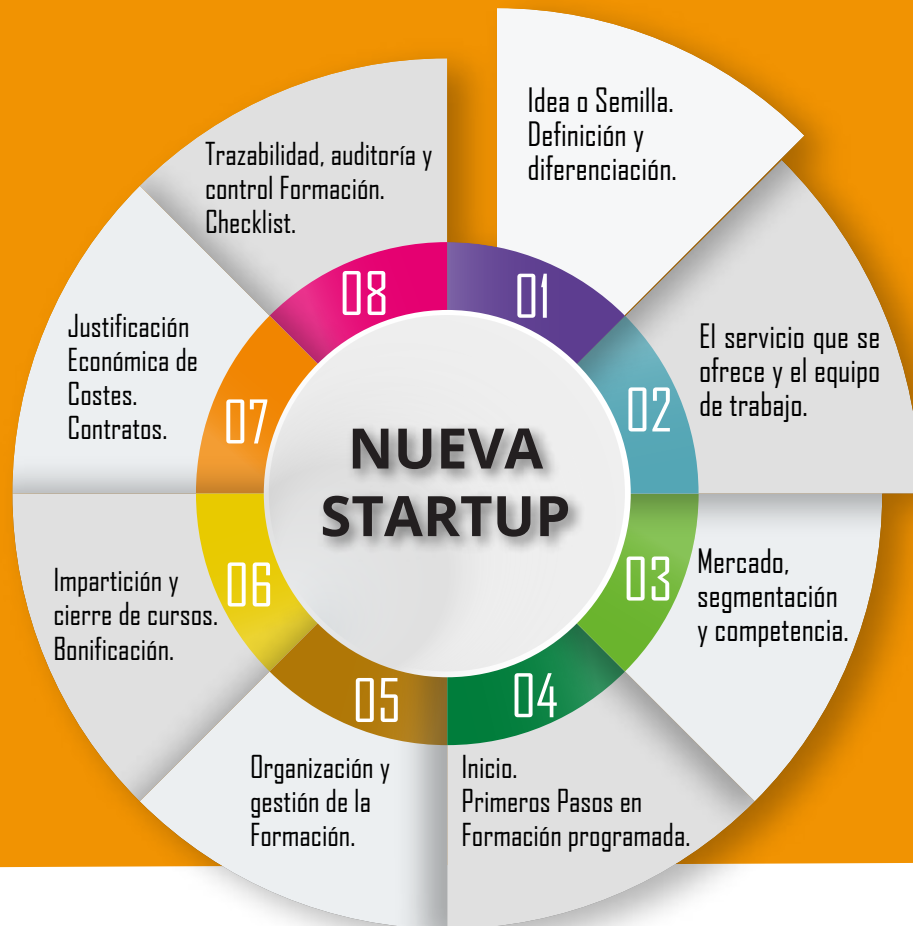 NUEVA
STARTUP
01
Idea o Semilla.
Definición y
diferenciación.
02
El servicio que se
ofrece y el equipo
de trabajo.
03
Mercado,
segmentación
y competencia.
04
Inicio.
Primeros Pasos en
Formación programada.
05
Organización y
gestión de la
Formación.
06
Impartición y
cierre de cursos.
Bonificación.
07
Justificación
Económica de
Costes.
Contratos.
08
Trazabilidad, auditoría y
control Formación.
Checklist.